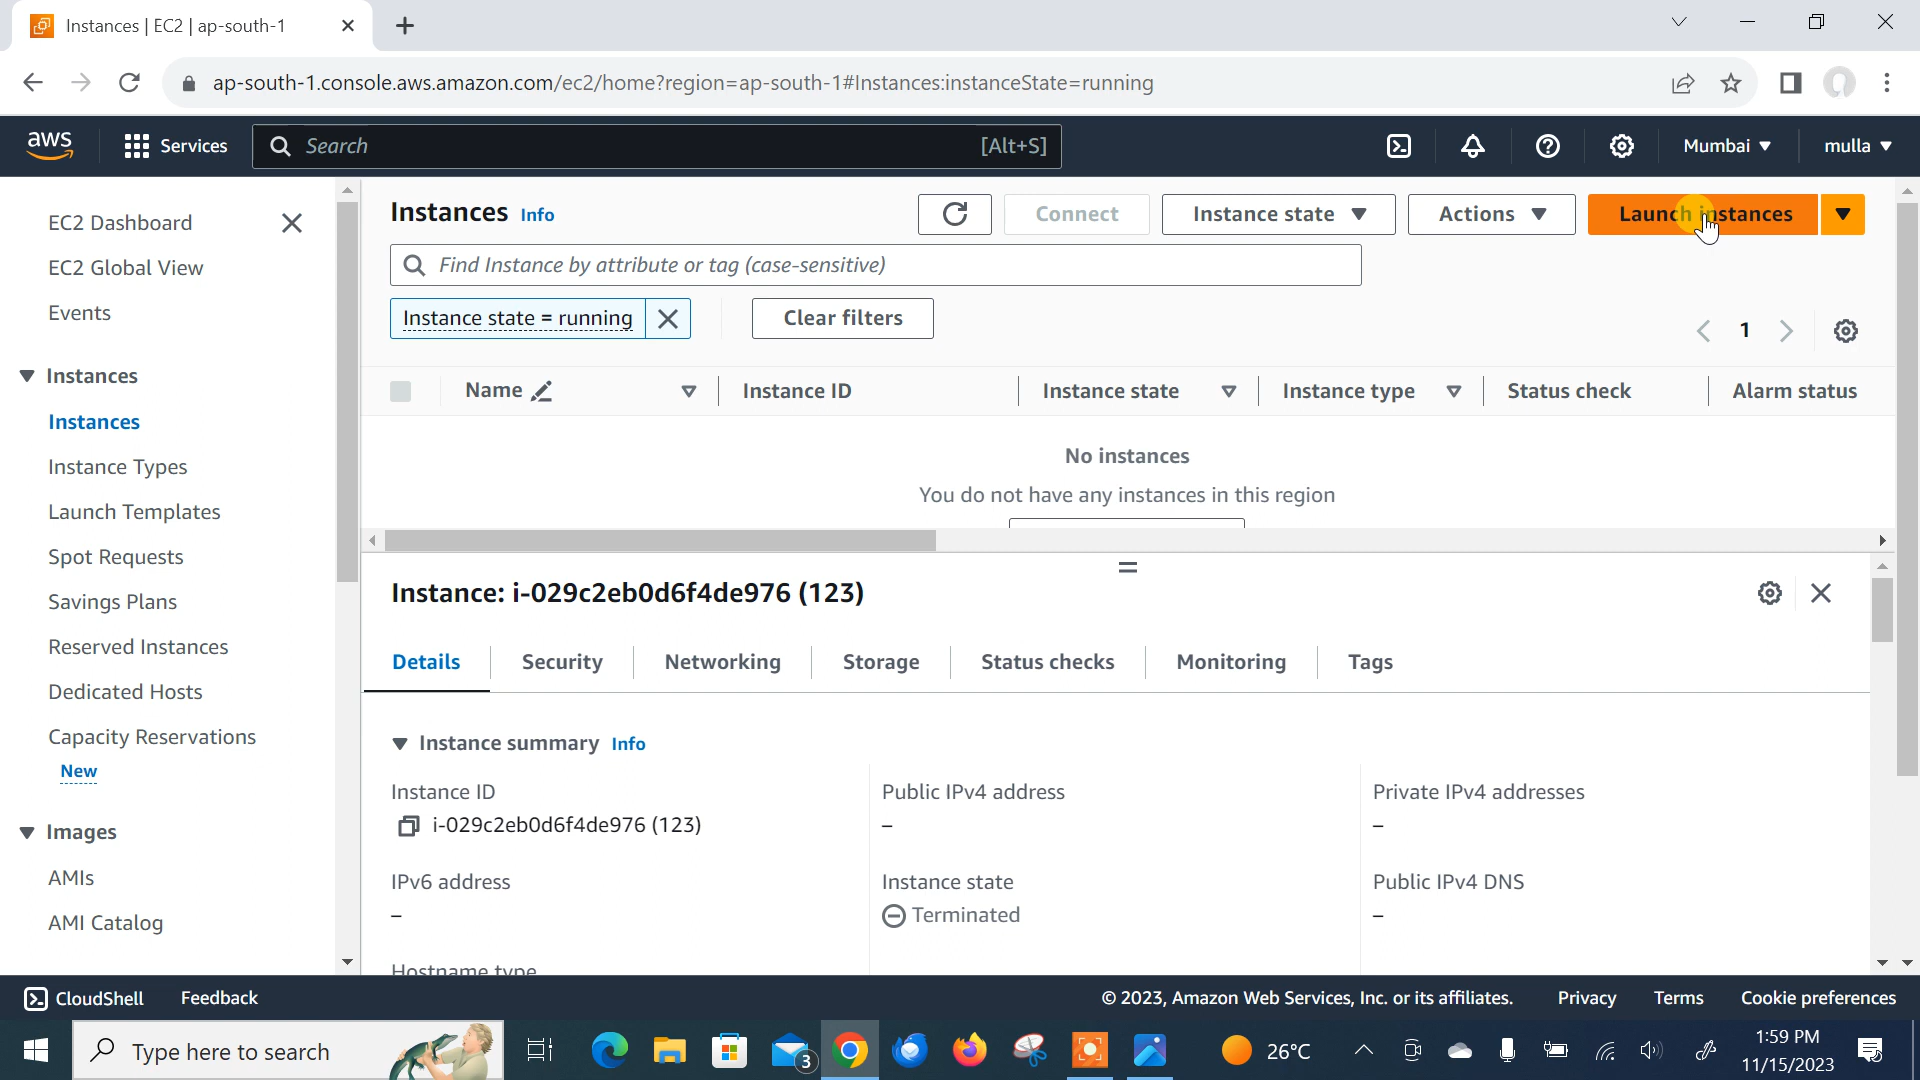 Instances | EC2 | ap-south-1
ap-south-1.console.aws.amazon.com/ec2/home?region=ap-south-1#Instances:instanceState=running
aws
Services
Search
[Alt+S]
Mumbai
mulla
EC2 Dashboard
EC2 Global View
Events
Instances
Instances
Instance Types
Launch Templates
Spot Requests
Savings Plans
Reserved Instances
Dedicated Hosts
Capacity Reservations
New
Images
AMIs
AMI Catalog
Instances Info
Connect
Instance state
Actions
Launch instances
Find Instance by attribute or tag (case-sensitive)
Instance state = running
Clear filters
1
Name
Instance ID
Instance state
Instance type
Status check
Alarm status
No instances
You do not have any instances in this region
Instance: i-029c2eb0d6f4de976 (123)
Details
Security
Networking
Storage
Status checks
Monitoring
Tags
Instance summary Info
Instance ID
i-029c2eb0d6f4de976 (123)
Public IPv4 address
–
Private IPv4 addresses
–
IPv6 address
–
Instance state
Terminated
Public IPv4 DNS
–
Hostname type
CloudShell
Feedback
© 2023, Amazon Web Services, Inc. or its affiliates.
Privacy
Terms
Cookie preferences
Type here to search
3
26°C
1:59 PM
11/15/2023